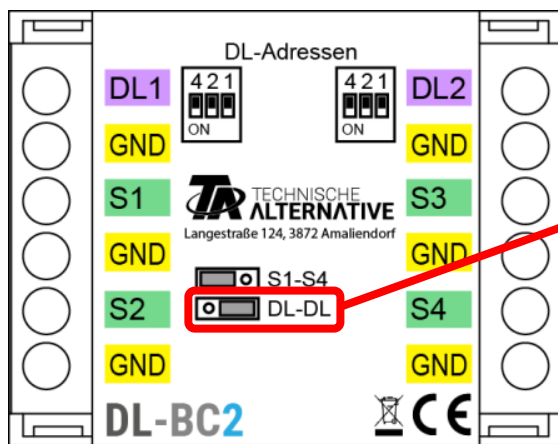 DL-Adressen
DL1 421 421 DL2
ON ON
GND GND
S1 TA TECHNISCHE S3
ALTERNATIVE
Langestraße 124, 3872 Amaliendorf
GND GND
S1-S4
S2 DL-DL S4
GND GND
DL-BC2 CE